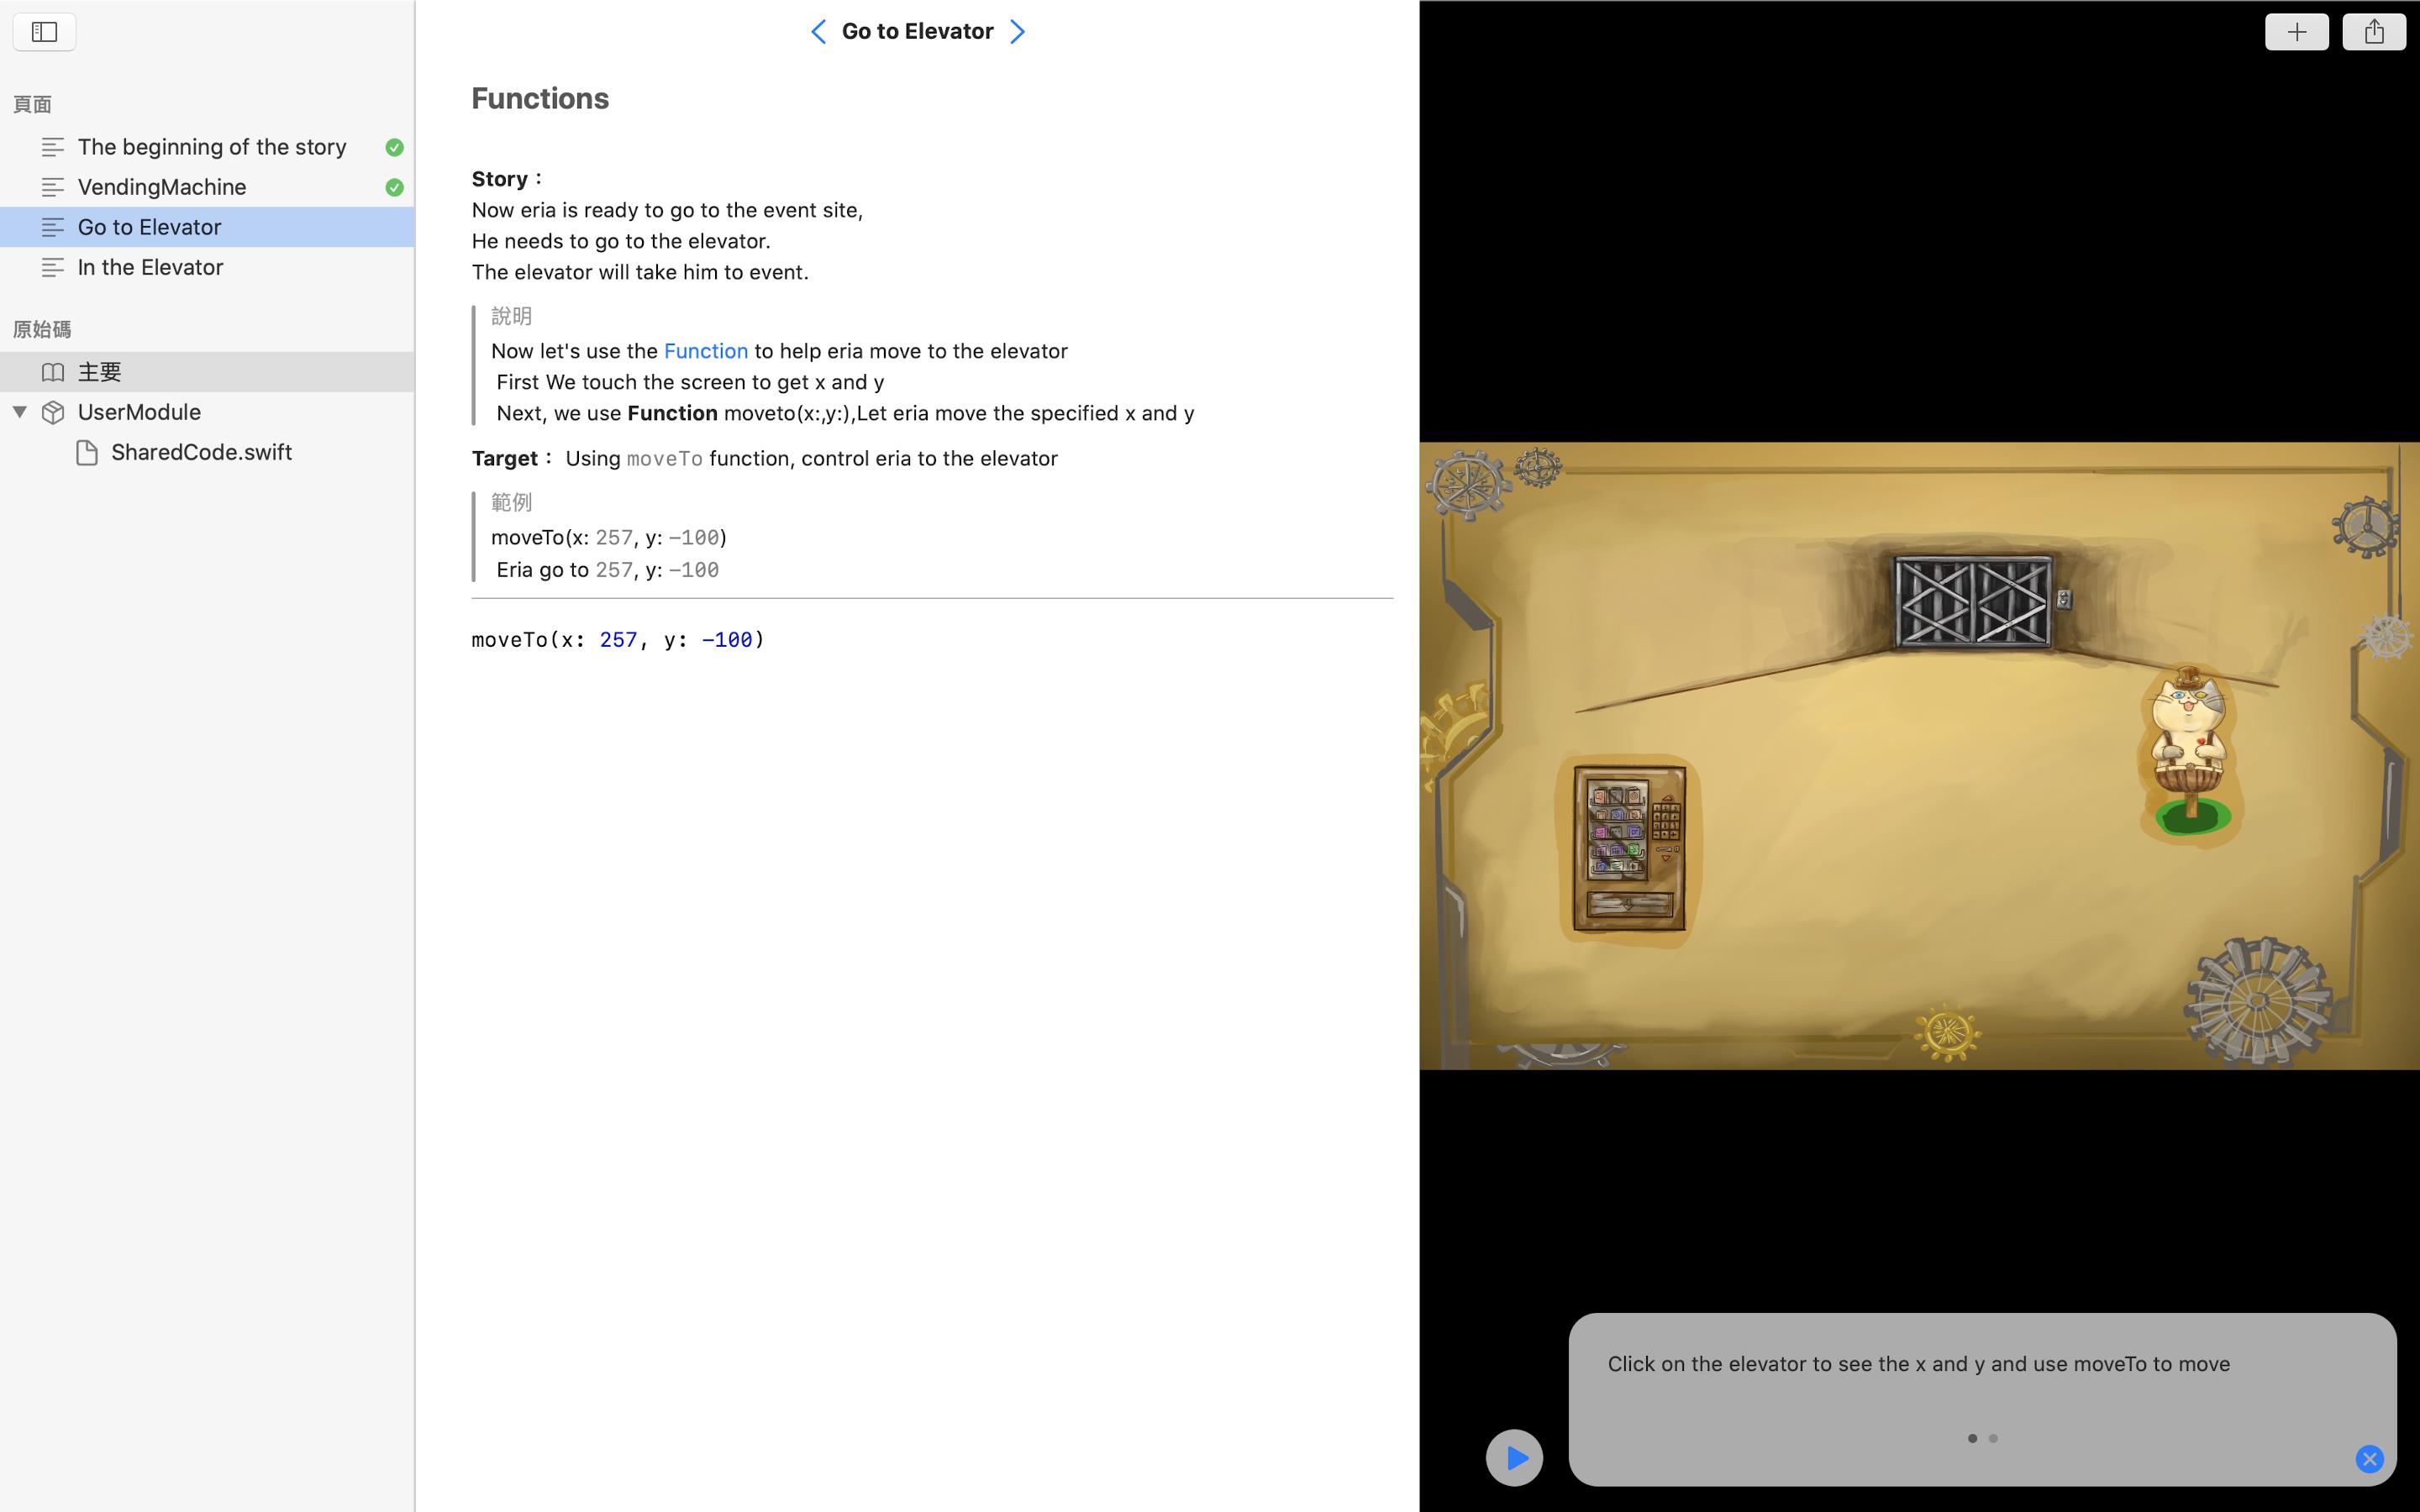 頁面
The beginning of the story
VendingMachine
Go to Elevator
In the Elevator
原始碼
主要
UserModule
SharedCode.swift
Go to Elevator
Functions
Story：
Now eria is ready to go to the event site,
He needs to go to the elevator.
The elevator will take him to event.
說明
Now let's use the Function to help eria move to the elevator
First We touch the screen to get x and y
Next, we use Function moveto(x:,y:),Let eria move the specified x and y
Target： Using moveTo function, control eria to the elevator
範例
moveTo(x: 257, y: -100)
Eria go to 257, y: -100
moveTo(x: 257, y: -100)
Click on the elevator to see the x and y and use moveTo to move